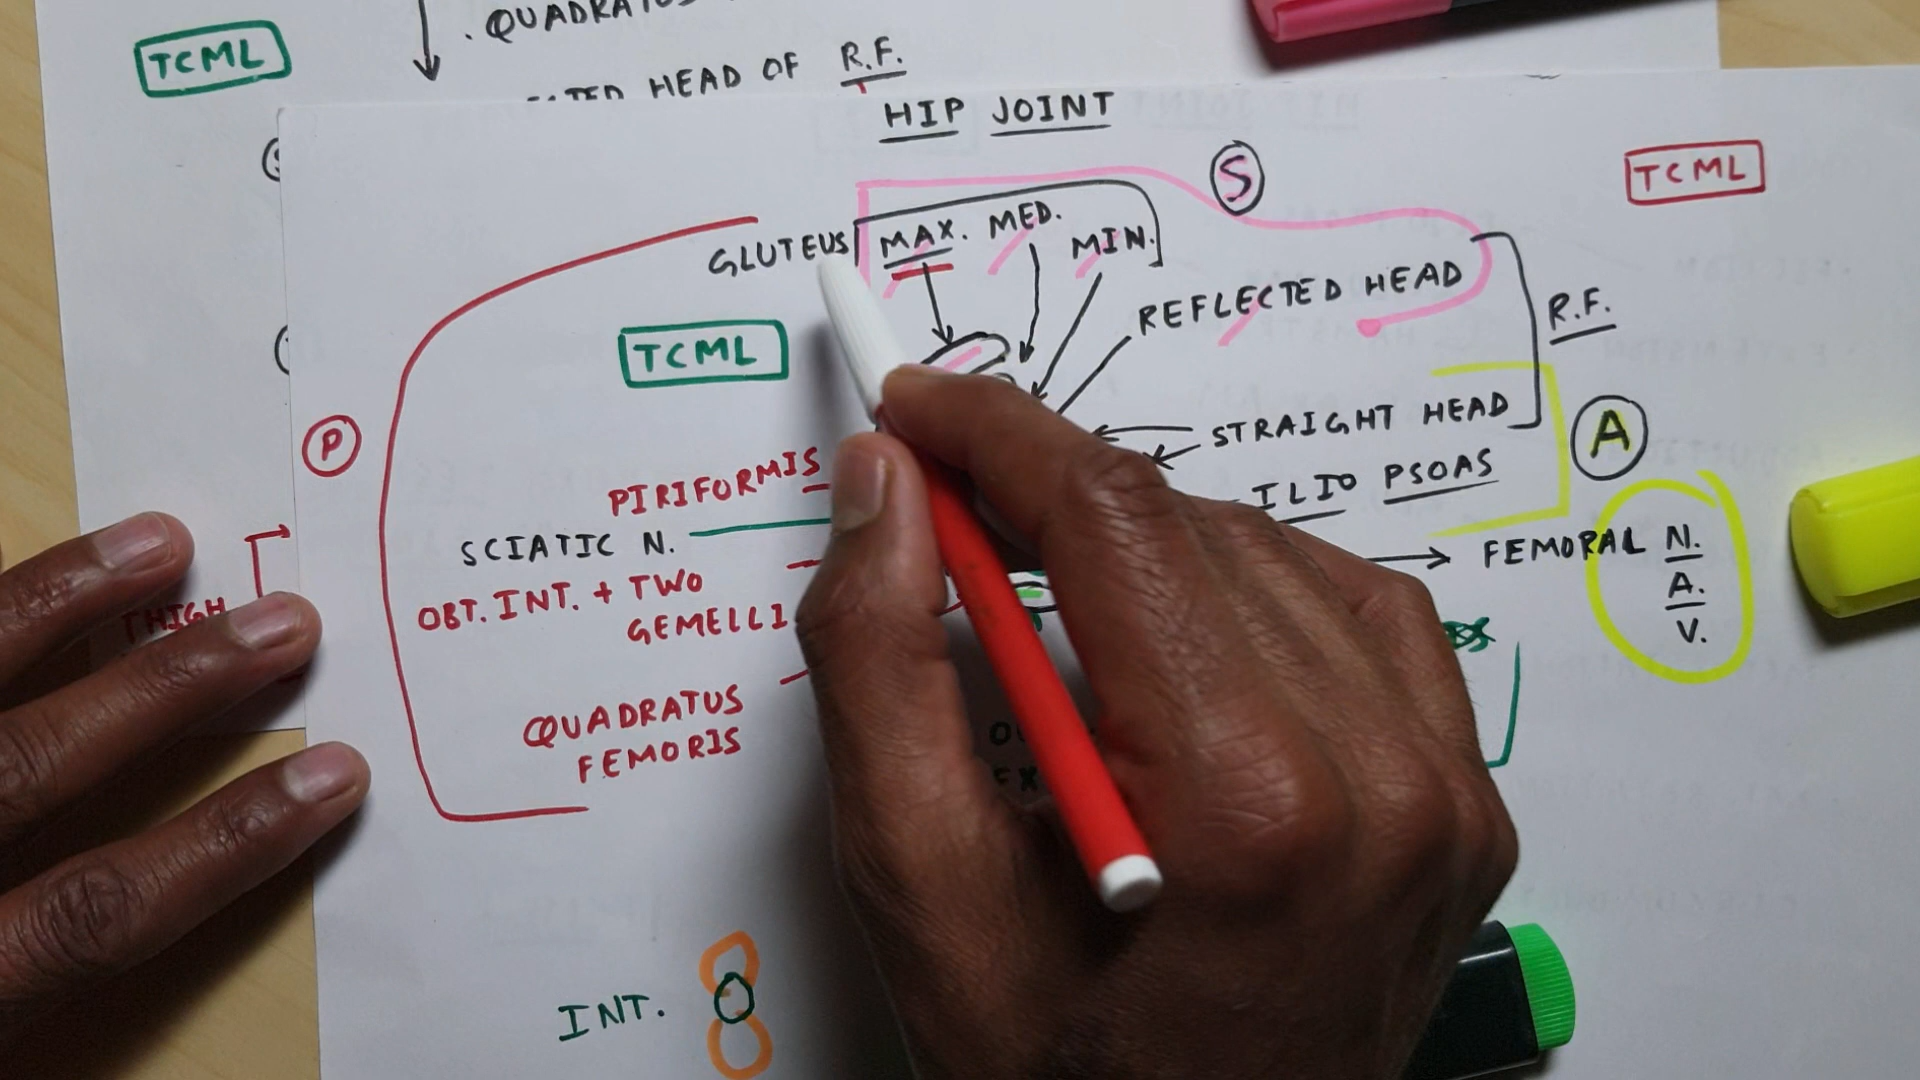 . QUADRATUS
TCML
HEAD OF R.F.
HIP JOINT
S
TCML
GLUTEUS MAX. MED. MIN.
REFLECTED HEAD
R.F.
TCML
STRAIGHT HEAD
A
P
PIRIFORMIS
ILIO PSOAS
SCIATIC N.
FEMORAL N.
A.
V.
OBT. INT. + TWO
GEMELLI
THIGH
QUADRATUS
FEMORIS
INT.